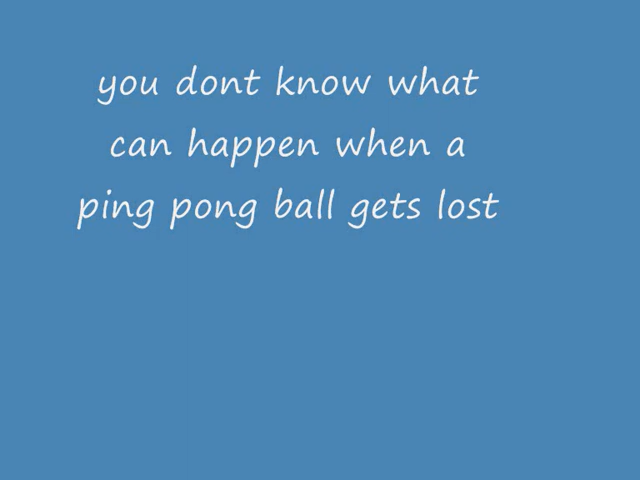 you dont know what
can happen when a
ping pong ball gets lost